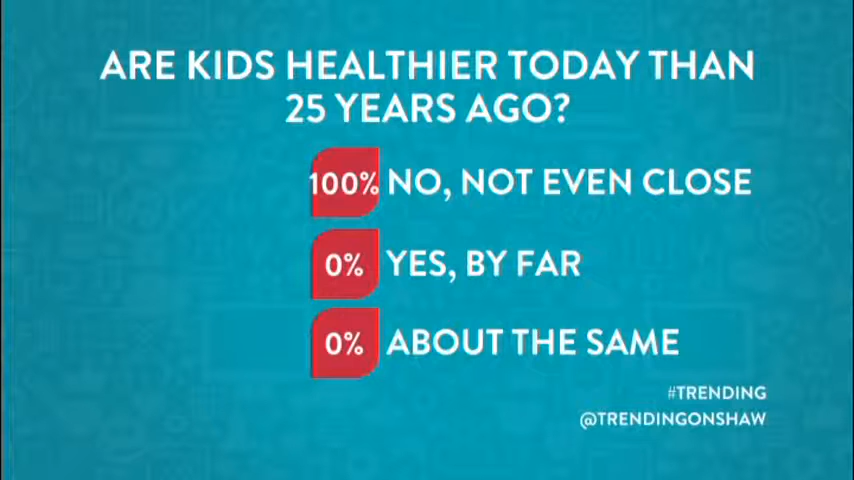 ARE KIDS HEALTHIER TODAY THAN
25 YEARS AGO?
100% NO, NOT EVEN CLOSE
0% YES, BY FAR
0% ABOUT THE SAME
#TRENDING
@TRENDINGONSHAW